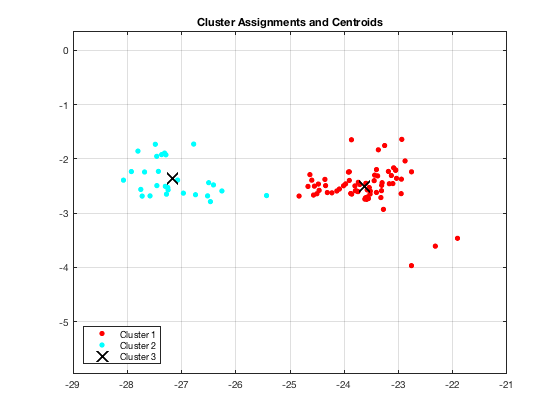 Cluster Assignments and Centroids
0
-1
-2
-3
-4
-5
Cluster 1
Cluster 2
Cluster 3
-29 -28 -27 -26 -25 -24 -23 -22 -21